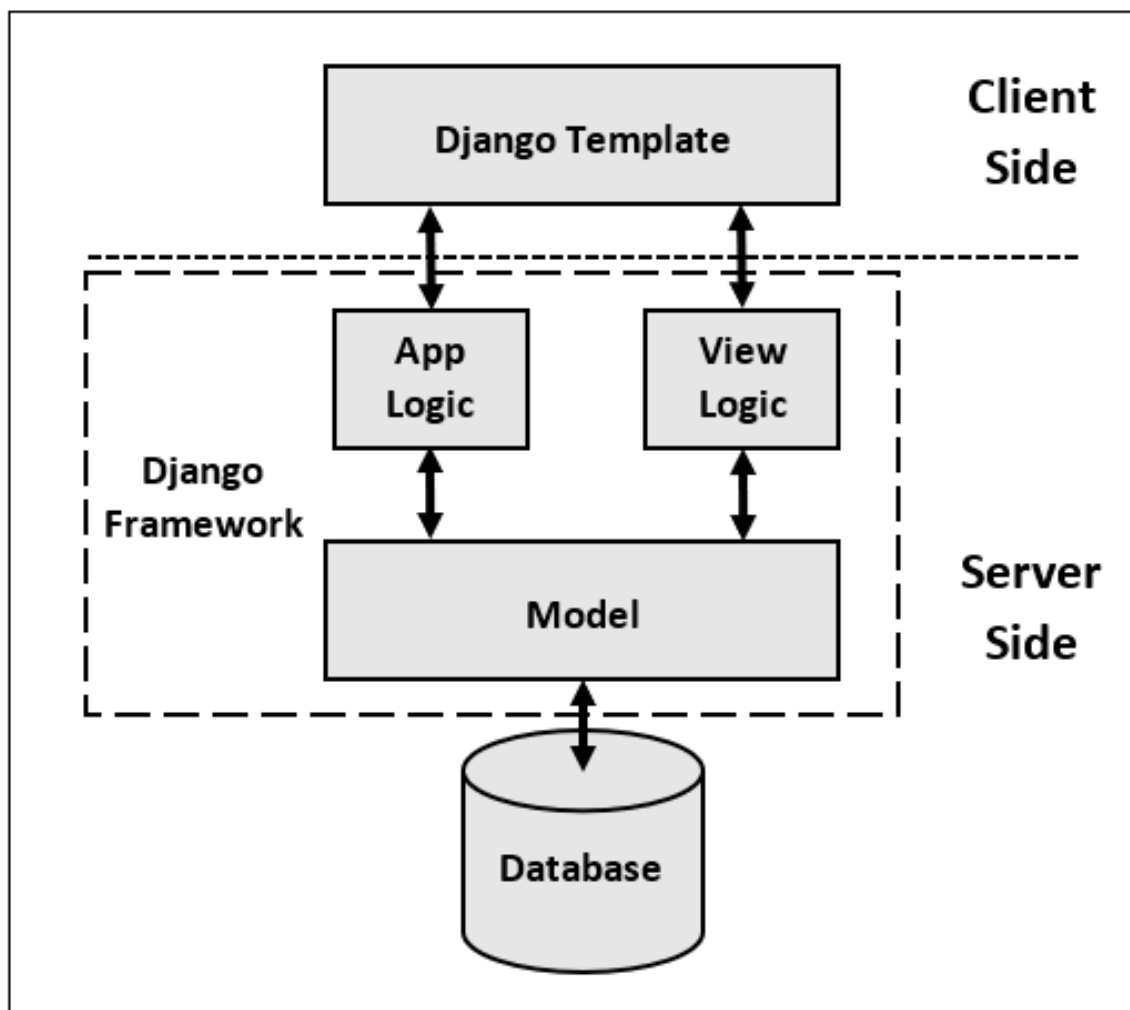 Client
Side
Django Template
App
Logic
View
Logic
Django
Framework
Model
Server
Side
Database